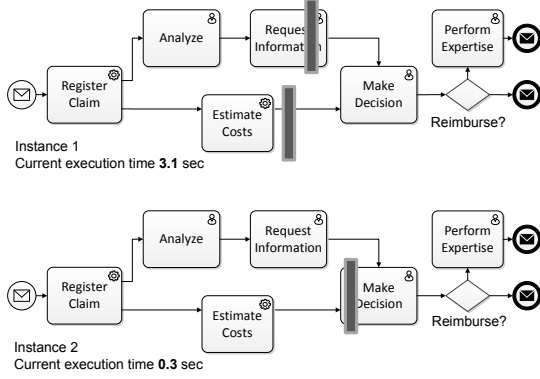 Analyze
Request
Information
Perform
Expertise
Register
Claim
Make
Decision
Estimate
Costs
Reimburse?
Instance 1
Current execution time 3.1 sec
Analyze
Request
Information
Perform
Expertise
Register
Claim
Make
Decision
Estimate
Costs
Reimburse?
Instance 2
Current execution time 0.3 sec